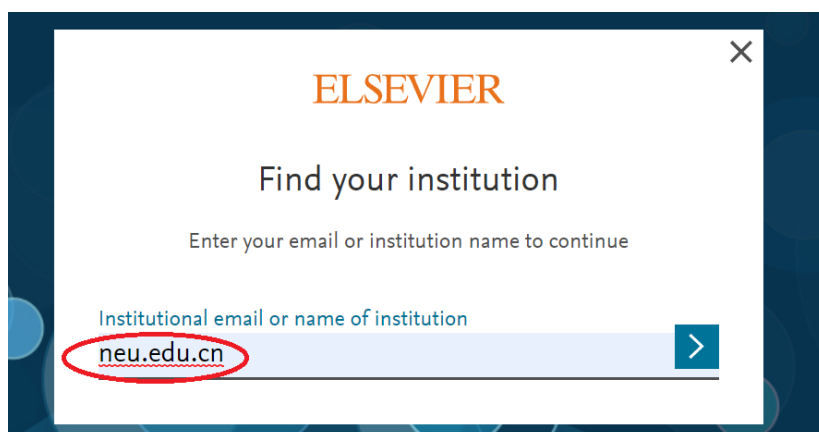 ELSEVIER
Find your institution
Enter your email or institution name to continue
Institutional email or name of institution
neu.edu.cn